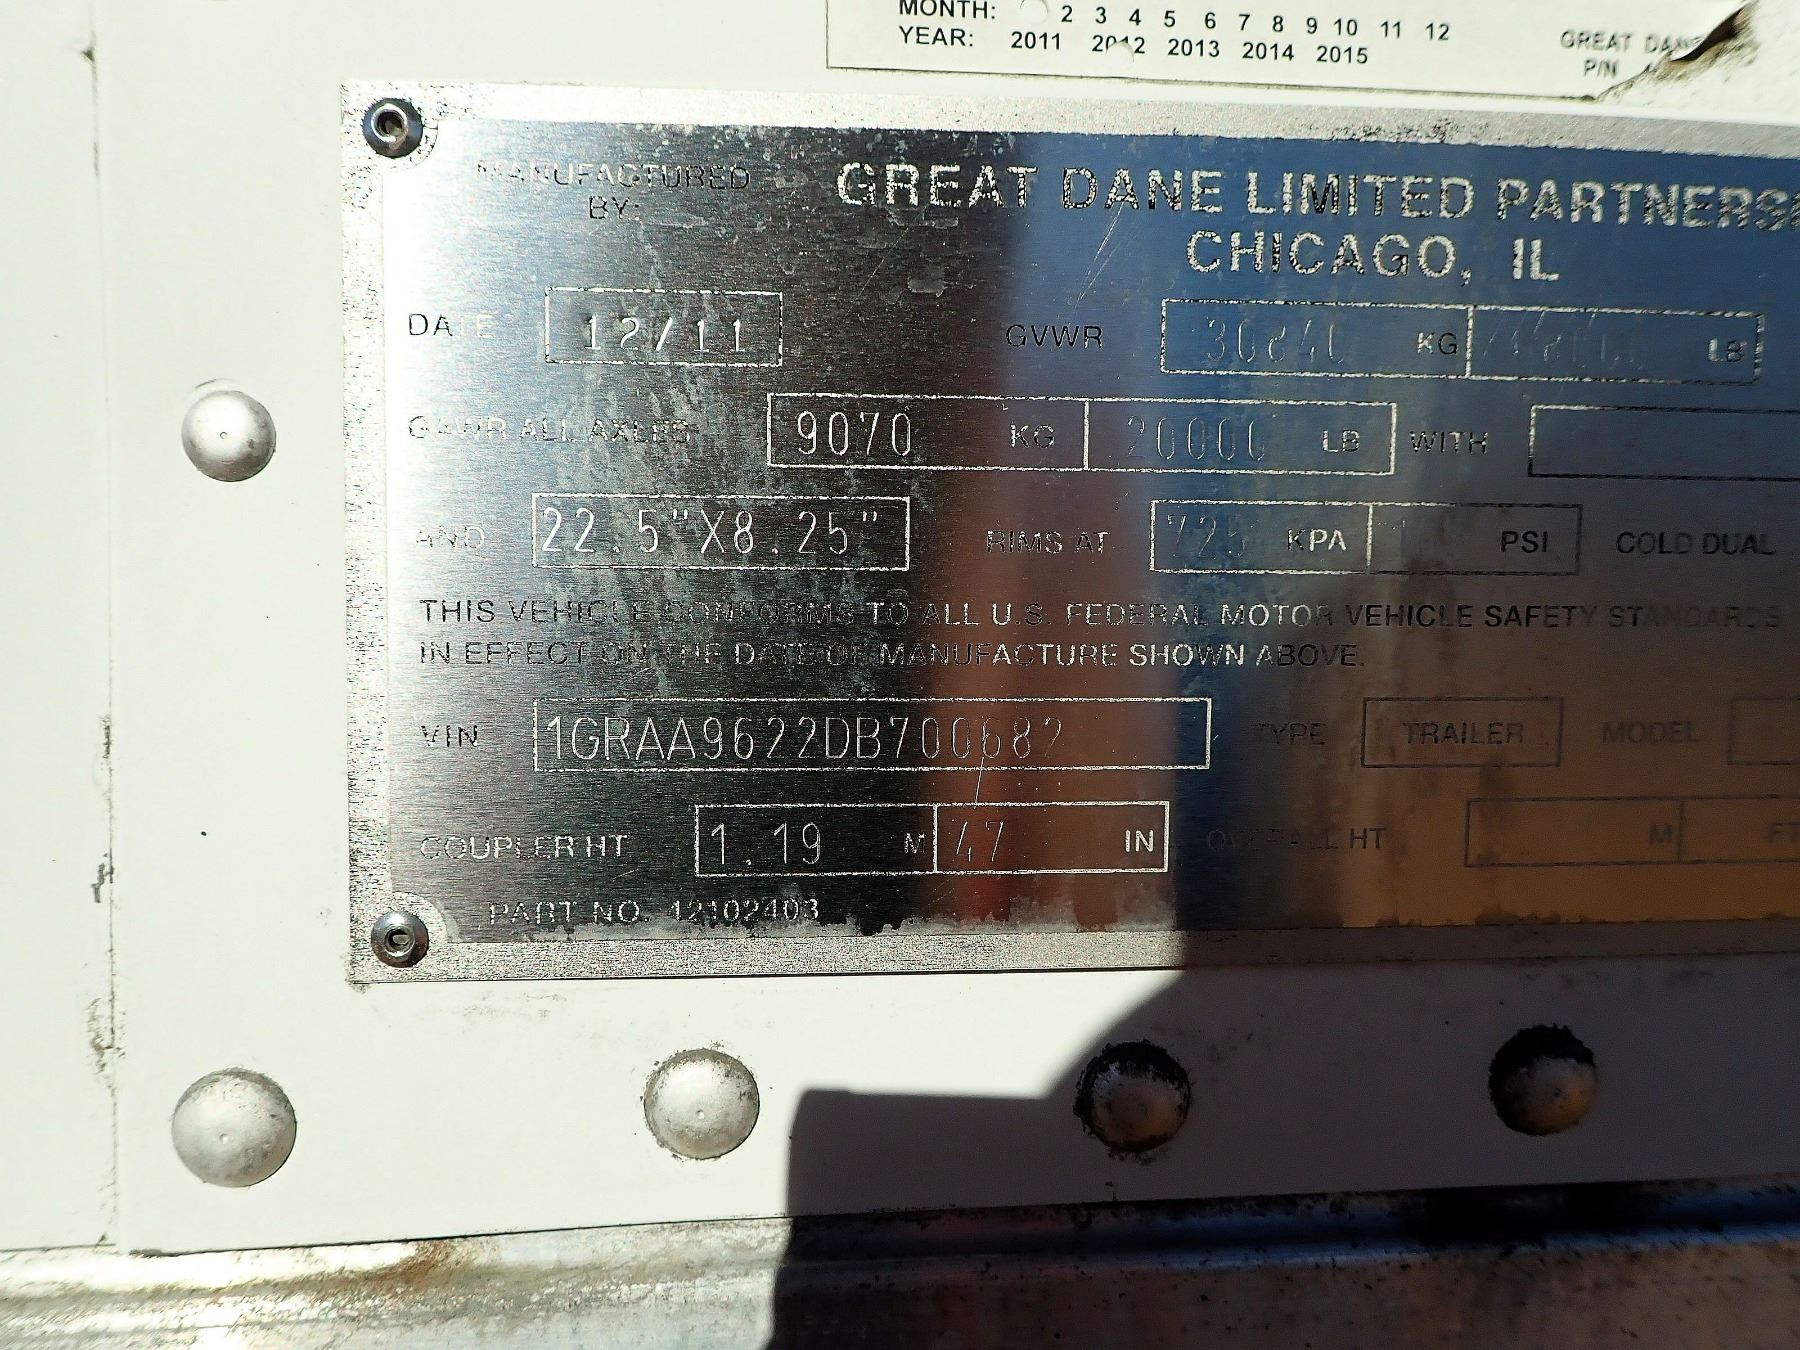 MONTH: 2 3 4 5 6 7 8 9 10 11 12
YEAR: 2011 2012 2013 2014 2015
GREAT DANE
P/N
MANUFACTURED BY:
GREAT DANE LIMITED PARTNERS
CHICAGO, IL
DATE 12/11 GVWR 30840 KG LB
GAWR ALL AXLES 9070 KG 20000 LB WITH
AND 22.5"X8.25" RIMS AT 725 KPA PSI COLD DUAL
THIS VEHICLE CONFORMS TO ALL U.S. FEDERAL MOTOR VEHICLE SAFETY STANDARDS
IN EFFECT ON THE DATE OF MANUFACTURE SHOWN ABOVE.
VIN 1GRAA9622DB700682 TYPE TRAILER MODEL
COUPLER HT 1.19 M 47 IN OVERALL HT M FT
PART NO. 12102403